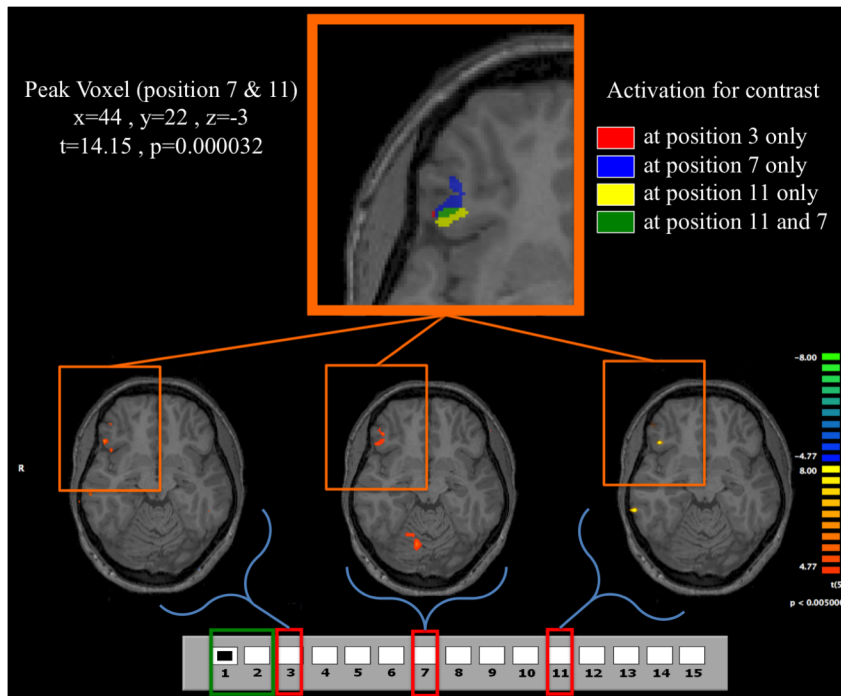 Peak Voxel (position 7 & 11)
x=44 , y=22 , z=-3
t=14.15 , p=0.000032
Activation for contrast
at position 3 only
at position 7 only
at position 11 only
at position 11 and 7
R
-8.00
-4.77
8.00
4.77
t(5
p < 0.005000
1 2 3 4 5 6 7 8 9 10 11 12 13 14 15